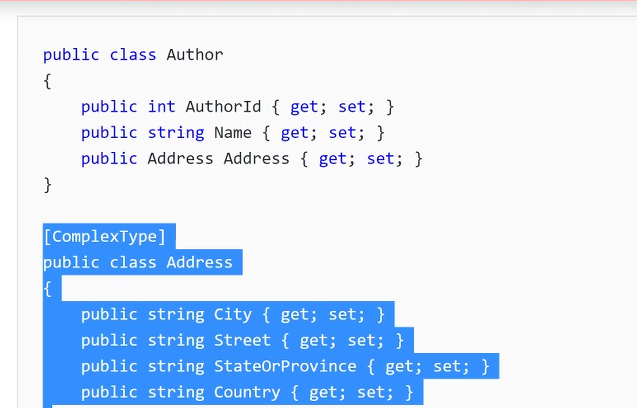 public class Author
{
    public int AuthorId { get; set; }
    public string Name { get; set; }
    public Address Address { get; set; }
}
[ComplexType]
public class Address
{
    public string City { get; set; }
    public string Street { get; set; }
    public string StateOrProvince { get; set; }
    public string Country { get; set; }